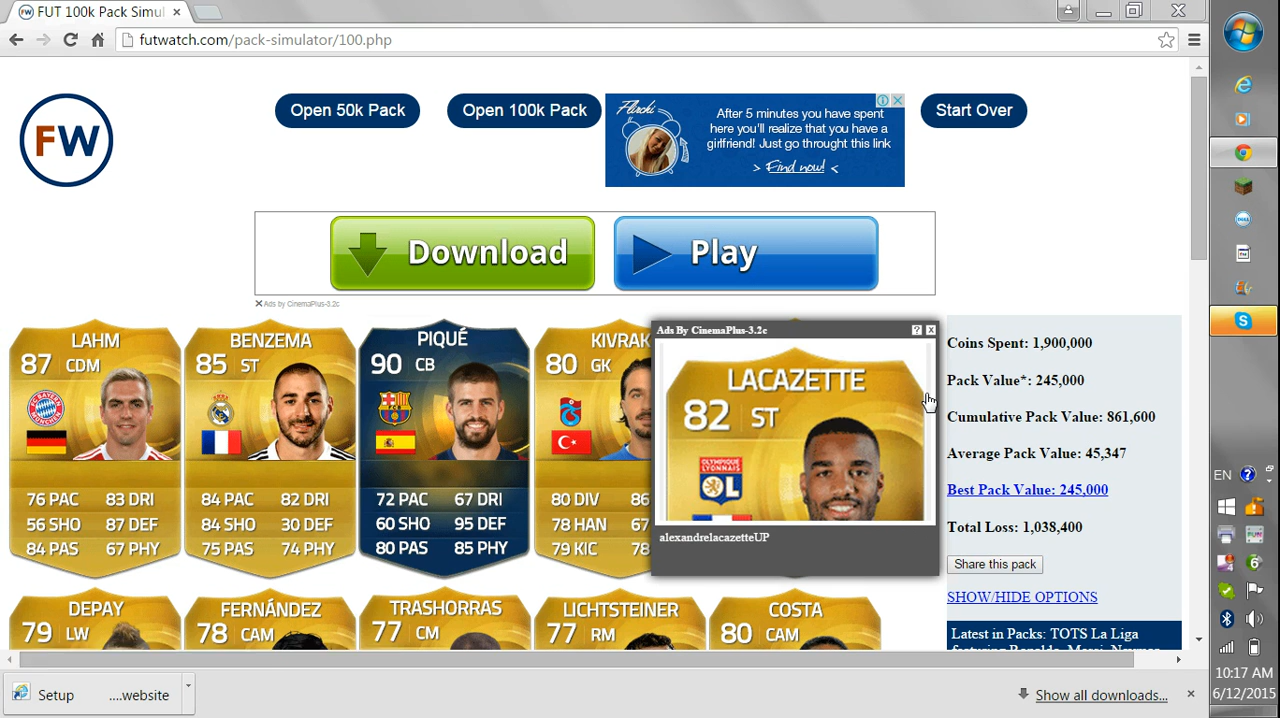 FUT 100k Pack Simul
futwatch.com/pack-simulator/100.php
FW
Open 50k Pack
Open 100k Pack
Flirchi
After 5 minutes you have spent
here you'll realize that you have a
girlfriend! Just go throught this link
> Find now! <
Start Over
Download
Play
Ads by CinemaPlus-3.2c
LAHM
87 CDM
76 PAC 83 DRI
56 SHO 87 DEF
84 PAS 67 PHY
BENZEMA
85 ST
84 PAC 82 DRI
84 SHO 30 DEF
75 PAS 74 PHY
PIQUÉ
90 CB
72 PAC 67 DRI
60 SHO 95 DEF
80 PAS 85 PHY
KIVRAK
80 GK
80 DIV 86
78 HAN
79 KIC
Ads By CinemaPlus-3.2c
LACAZETTE
82 ST
OLYMPIQUE
LYONNAIS
OL
alexandrelacazetteUP
Coins Spent: 1,900,000
Pack Value*: 245,000
Cumulative Pack Value: 861,600
Average Pack Value: 45,347
Best Pack Value: 245,000
Total Loss: 1,038,400
Share this pack
SHOW/HIDE OPTIONS
Latest in Packs: TOTS La Liga
featuring Ronaldo, Messi, Neymar
DEPAY
79 LW
FERNÁNDEZ
78 CAM
TRASHORRAS
77 CM
LICHTSTEINER
77 RM
COSTA
80 CAM
Setup ....website
Show all downloads...
EN
10:17 AM
6/12/2015